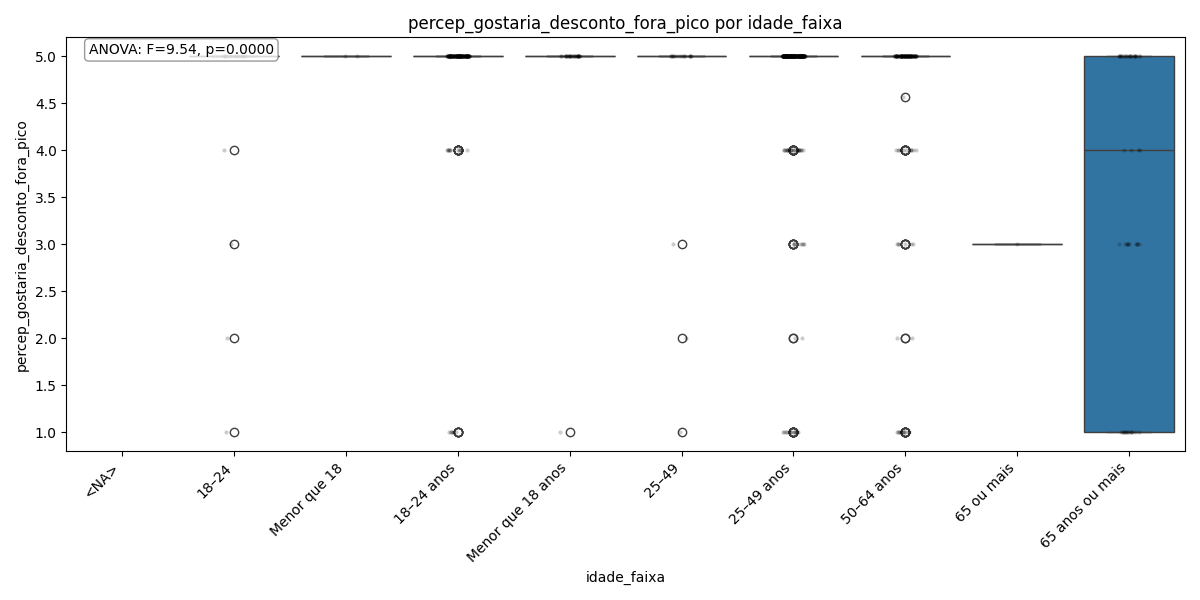 percep_gostaria_desconto_fora_pico por idade_faixa
ANOVA: F=9.54, p=0.0000
percep_gostaria_desconto_fora_pico
5.0
4.5
4.0
3.5
3.0
2.5
2.0
1.5
1.0
<NA>
18–24
Menor que 18
18–24 anos
Menor que 18 anos
25–49
25–49 anos
50–64 anos
65 ou mais
65 anos ou mais
idade_faixa